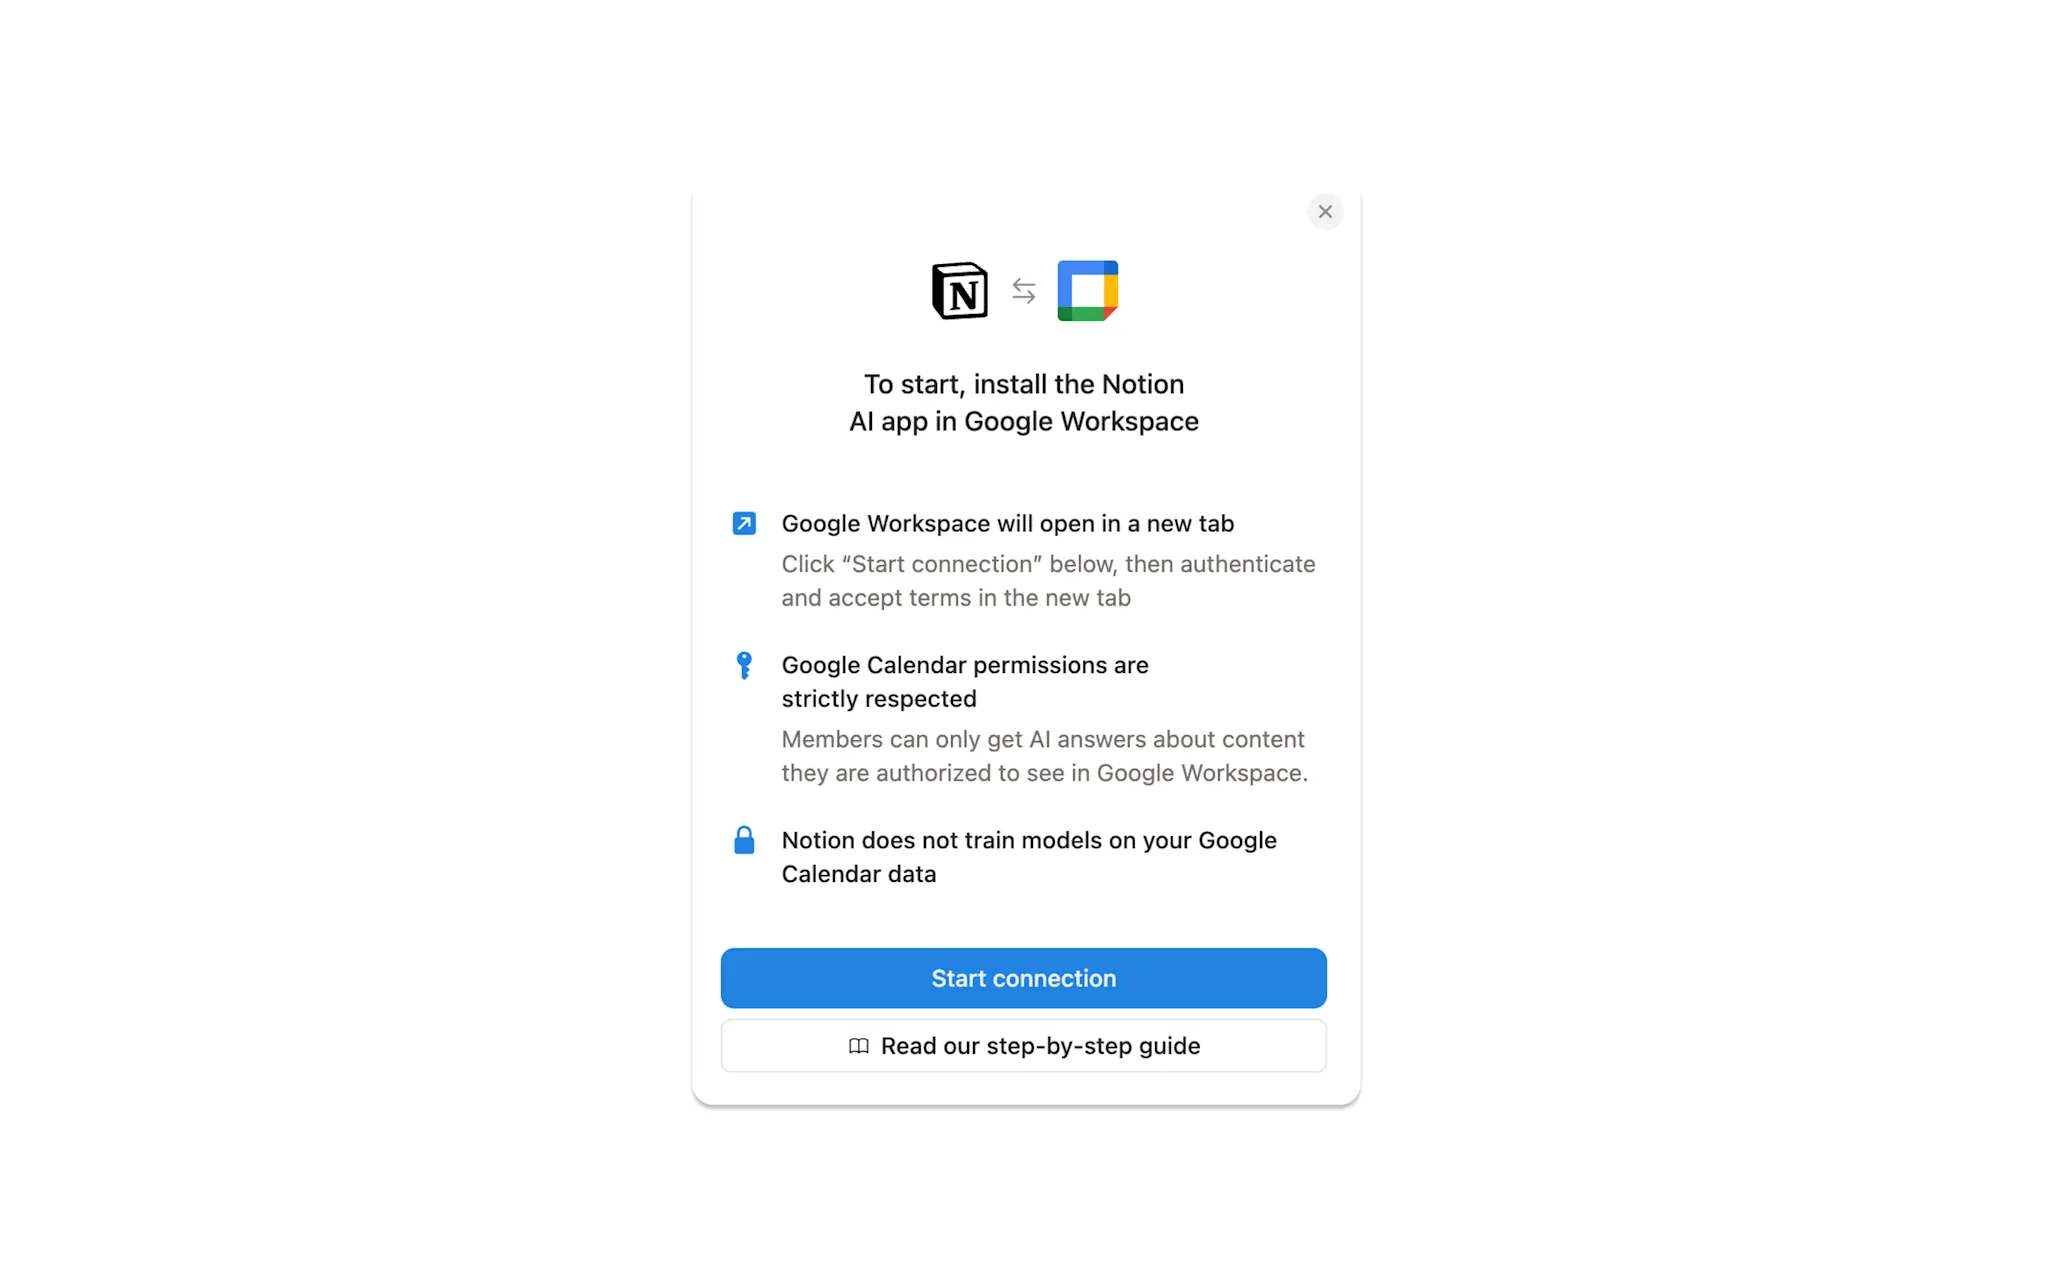 N
To start, install the Notion
AI app in Google Workspace
Google Workspace will open in a new tab
Click “Start connection” below, then authenticate
and accept terms in the new tab
Google Calendar permissions are
strictly respected
Members can only get AI answers about content
they are authorized to see in Google Workspace.
Notion does not train models on your Google
Calendar data
Start connection
Read our step-by-step guide